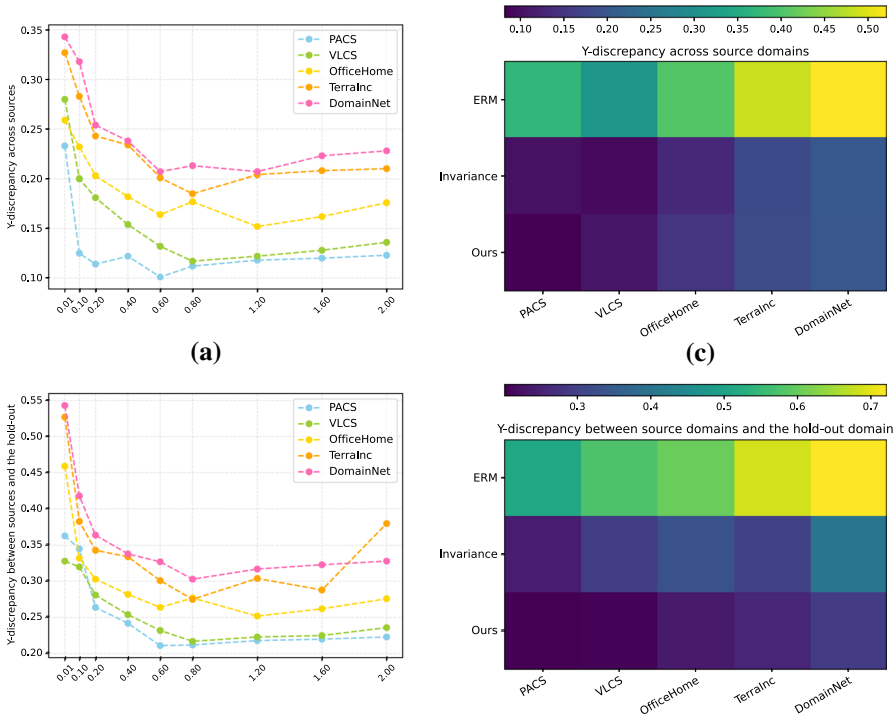 0.35
0.30
0.25
0.20
0.15
0.10
Y-discrepancy across sources
PACS
VLCS
OfficeHome
TerraInc
DomainNet
0.01
0.10
0.20
0.40
0.60
0.80
1.20
1.60
2.00
(a)
0.10 0.15 0.20 0.25 0.30 0.35 0.40 0.45 0.50
Y-discrepancy across source domains
ERM
Invariance
Ours
PACS
VLCS
OfficeHome
TerraInc
DomainNet
(c)
0.55
0.50
0.45
0.40
0.35
0.30
0.25
0.20
Y-discrepancy between sources and the hold-out
PACS
VLCS
OfficeHome
TerraInc
DomainNet
0.01
0.10
0.20
0.40
0.60
0.80
1.20
1.60
2.00
0.3 0.4 0.5 0.6 0.7
Y-discrepancy between source domains and the hold-out domain
ERM
Invariance
Ours
PACS
VLCS
OfficeHome
TerraInc
DomainNet